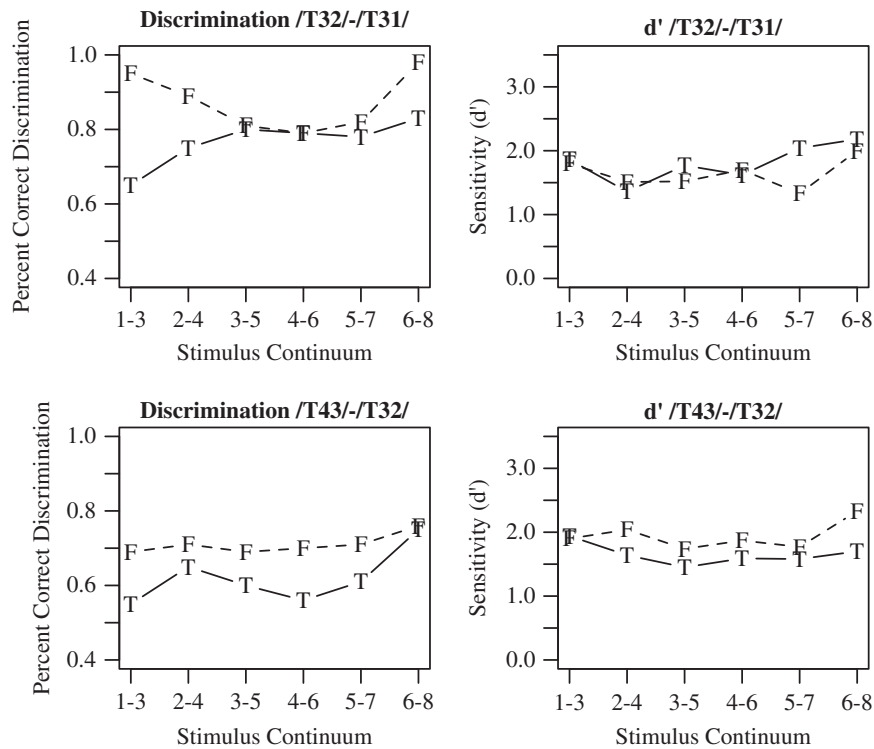 Discrimination /T32/-/T31/
Percent Correct Discrimination
1.0
0.8
0.6
0.4
F F F F F F
T T T T T T
1-3 2-4 3-5 4-6 5-7 6-8
Stimulus Continuum
d' /T32/-/T31/
Sensitivity (d')
3.0
2.0
1.0
0.0
F F F F F F
T T T T T T
1-3 2-4 3-5 4-6 5-7 6-8
Stimulus Continuum
Discrimination /T43/-/T32/
Percent Correct Discrimination
1.0
0.8
0.6
0.4
F F F F F F
T T T T T T
1-3 2-4 3-5 4-6 5-7 6-8
Stimulus Continuum
d' /T43/-/T32/
Sensitivity (d')
3.0
2.0
1.0
0.0
F F F F F F
T T T T T T
1-3 2-4 3-5 4-6 5-7 6-8
Stimulus Continuum